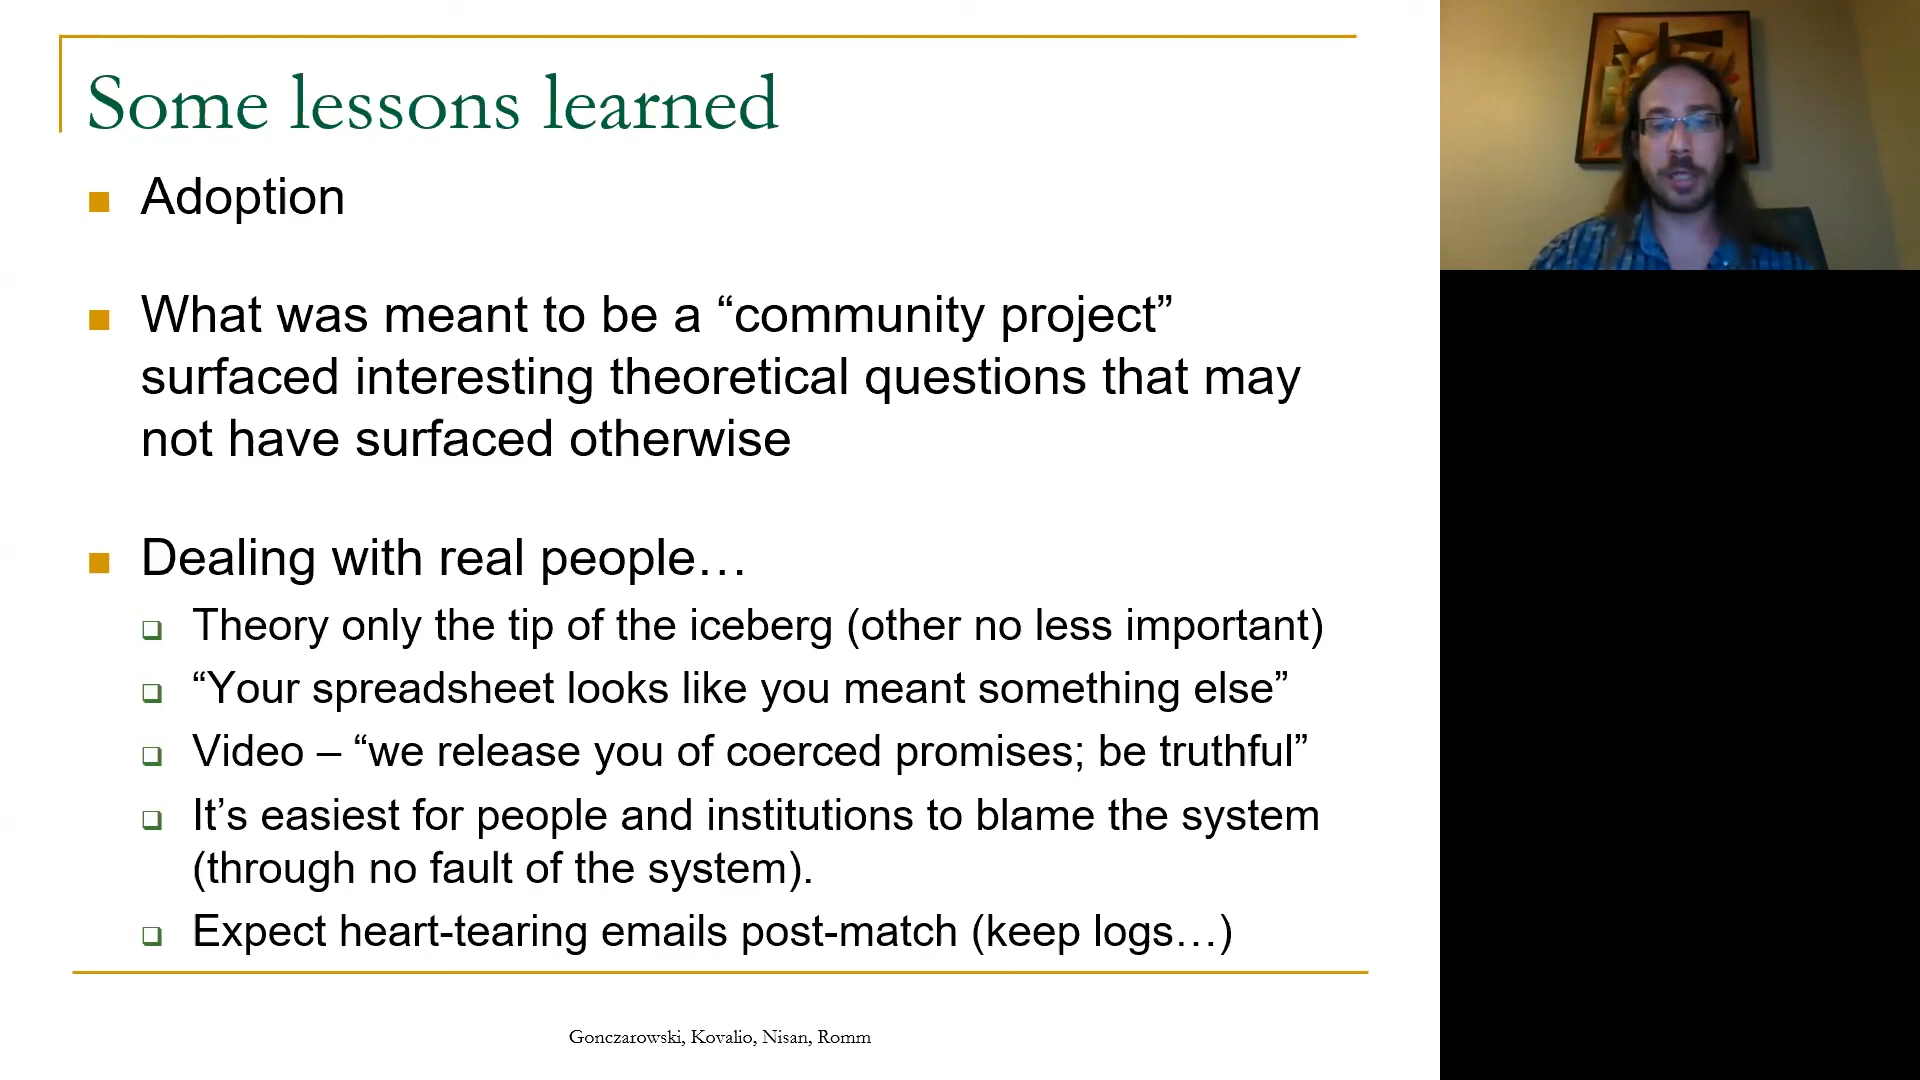 Some lessons learned
Adoption
What was meant to be a “community project”
surfaced interesting theoretical questions that may
not have surfaced otherwise
Dealing with real people…
Theory only the tip of the iceberg (other no less important)
“Your spreadsheet looks like you meant something else”
Video – “we release you of coerced promises; be truthful”
It’s easiest for people and institutions to blame the system
(through no fault of the system).
Expect heart-tearing emails post-match (keep logs…)
Gonczarowski, Kovalio, Nisan, Romm